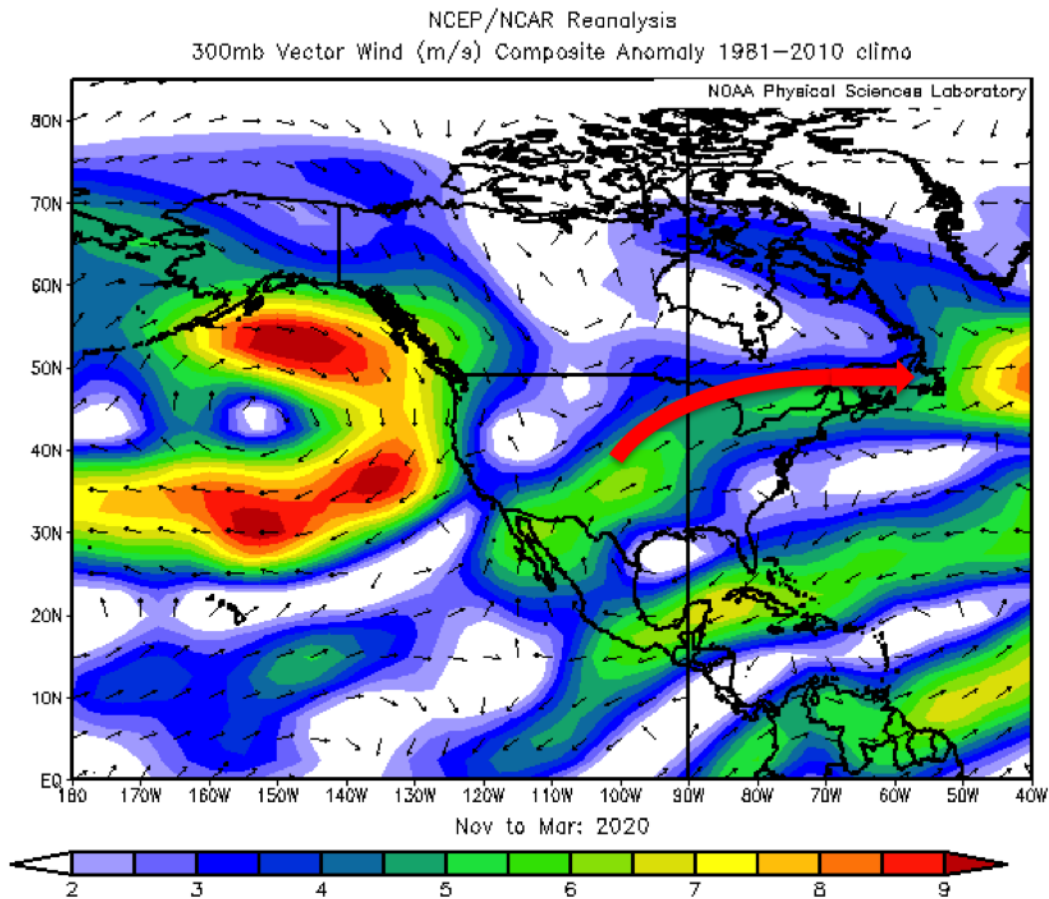 NCEP/NCAR Reanalysis
300mb Vector Wind (m/s) Composite Anomaly 1981-2010 climo
NOAA Physical Sciences Laboratory
80N
70N
60N
50N
40N
30N
20N
10N
EQ
180 170W 160W 150W 140W 130W 120W 110W 100W 90W 80W 70W 60W 50W 40W
Nov to Mar: 2020
2 3 4 5 6 7 8 9